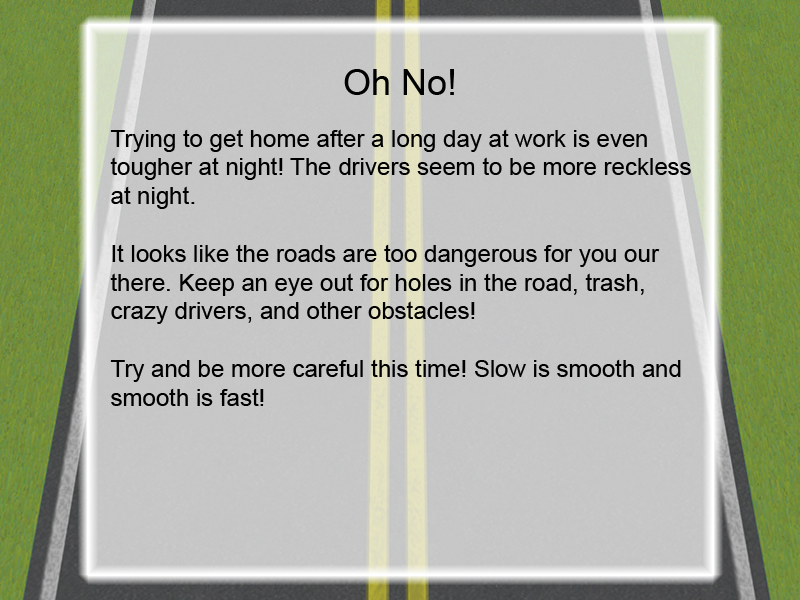 Oh No!
Trying to get home after a long day at work is even
tougher at night! The drivers seem to be more reckless
at night.
It looks like the roads are too dangerous for you our
there. Keep an eye out for holes in the road, trash,
crazy drivers, and other obstacles!
Try and be more careful this time! Slow is smooth and
smooth is fast!